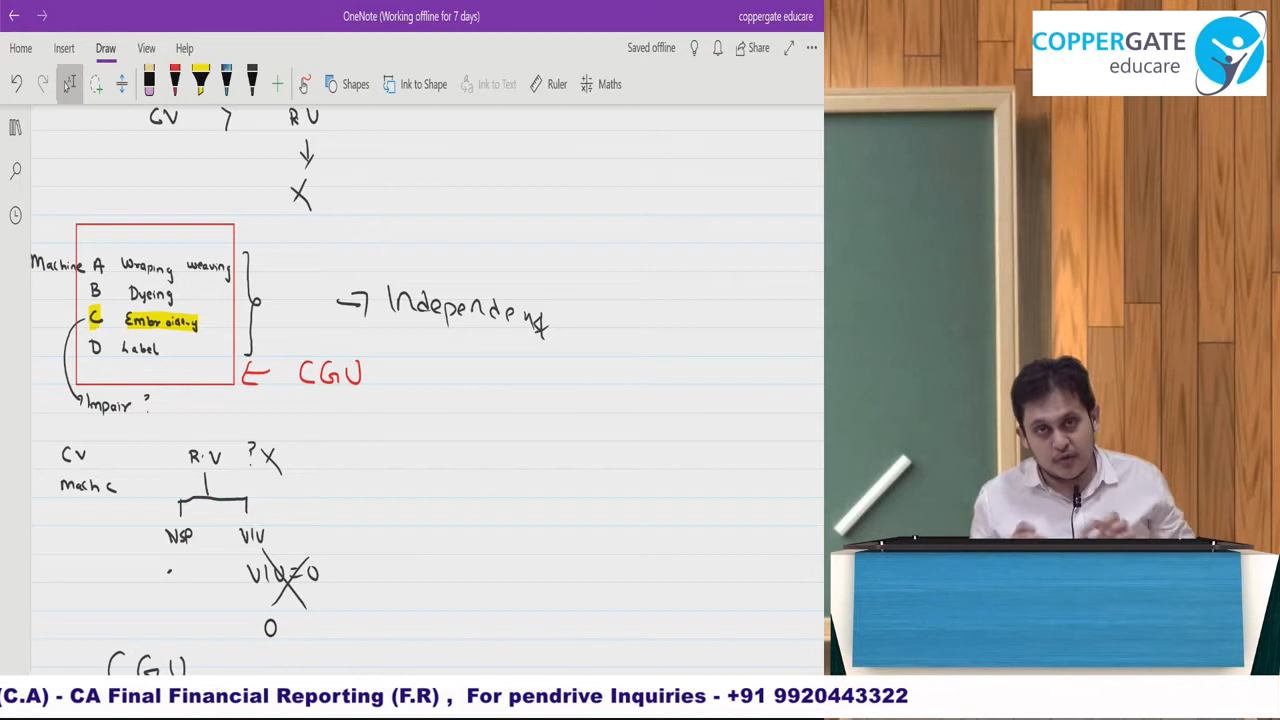 OneNote (Working offline for 7 days)
coppergate educare
Home Insert Draw View Help
Saved offline Share
Shapes Ink to Shape Ink to Text Ruler Maths
COPPERGATE
educare
CV > RV
X
Machine A Wraping weaving
B Dyeing
C Embroidary
D Label
→ Independent
CGU
Impair ?
CV R.V ? X
Mach C
NSP VIU
VIU = 0
0
CGU
(C.A) - CA Final Financial Reporting (F.R) , For pendrive Inquiries - +91 9920443322